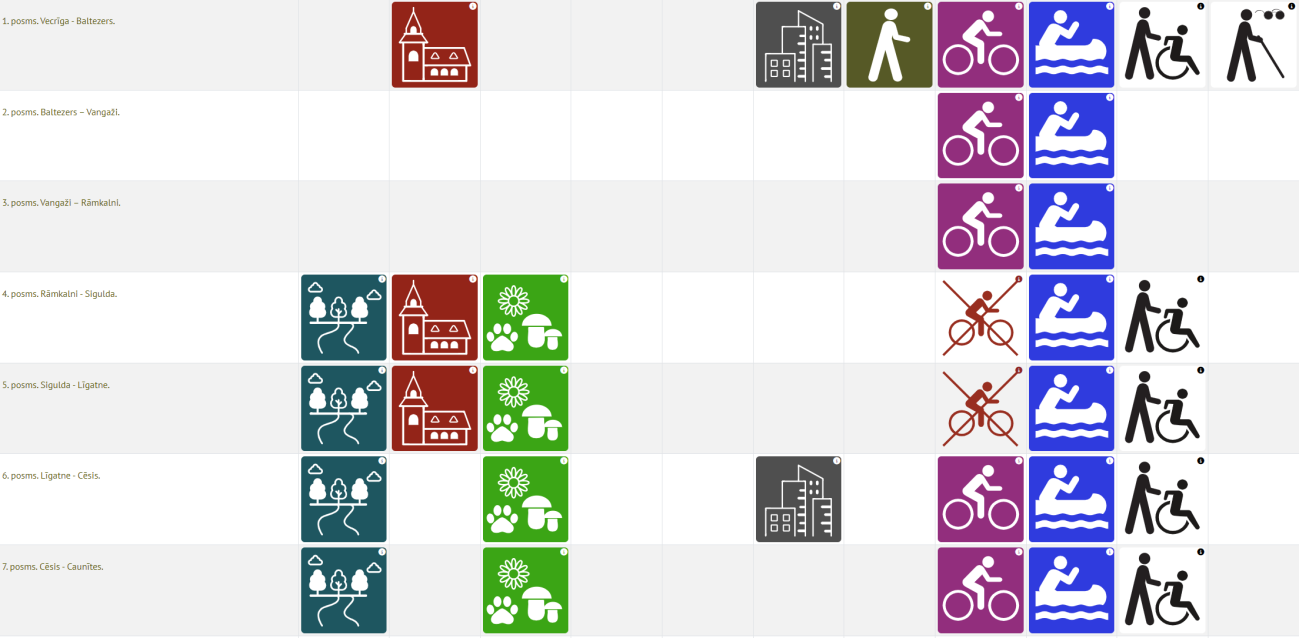 1. posms. Vecrīga - Baltezers.
2. posms. Baltezers – Vangaži.
3. posms. Vangaži – Rāmkalni.
4. posms. Rāmkalni - Sigulda.
5. posms. Sigulda - Līgatne.
6. posms. Līgatne - Cēsis.
7. posms. Cēsis - Caunītes.